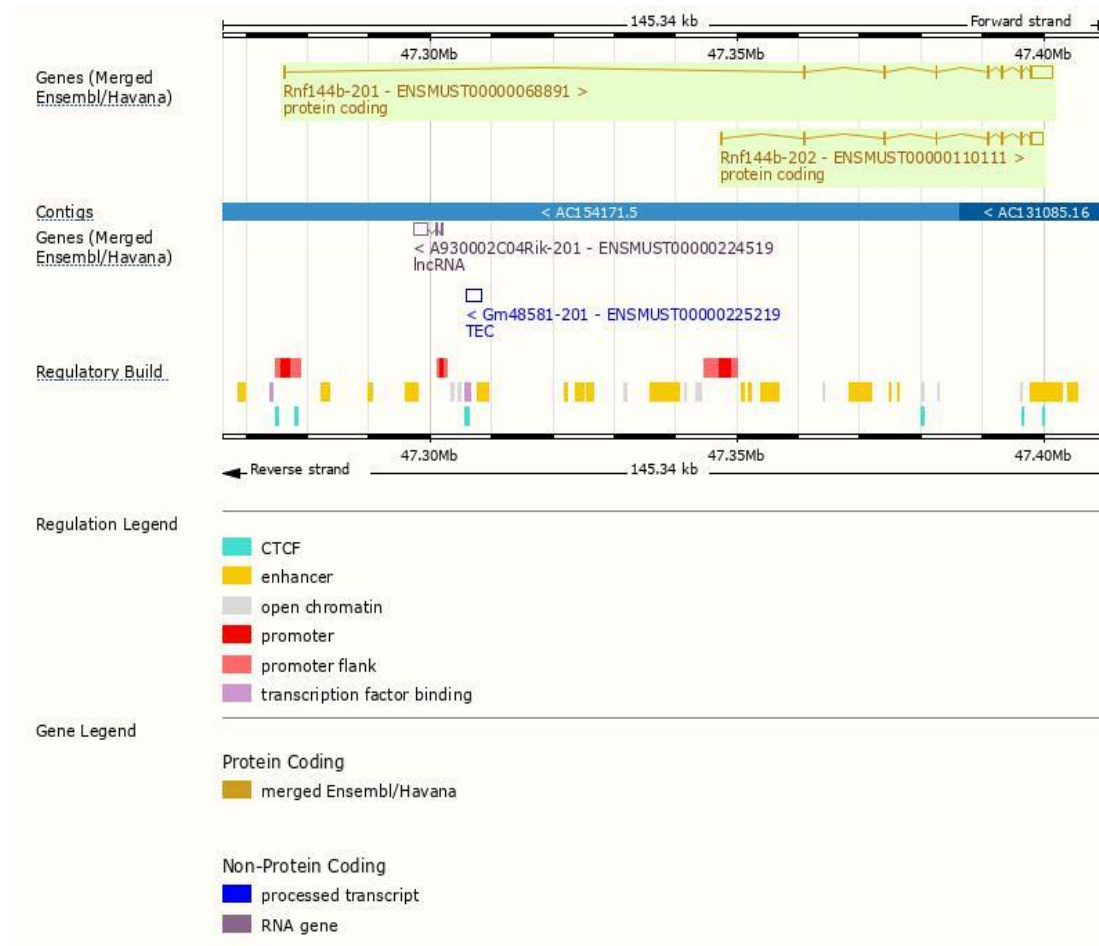 145.34 kb
Forward strand
47.30Mb 47.35Mb 47.40Mb
Genes (Merged
Ensembl/Havana)
Rnf144b-201 - ENSMUST00000068891 >
protein coding
Rnf144b-202 - ENSMUST00000110111 >
protein coding
Contigs
< AC154171.5
< AC131085.16
Genes (Merged
Ensembl/Havana)
< A930002C04Rik-201 - ENSMUST00000224519
lncRNA
< Gm48581-201 - ENSMUST00000225219
TEC
Regulatory Build
47.30Mb 47.35Mb 47.40Mb
Reverse strand
145.34 kb
Regulation Legend
CTCF
enhancer
open chromatin
promoter
promoter flank
transcription factor binding
Gene Legend
Protein Coding
merged Ensembl/Havana
Non-Protein Coding
processed transcript
RNA gene